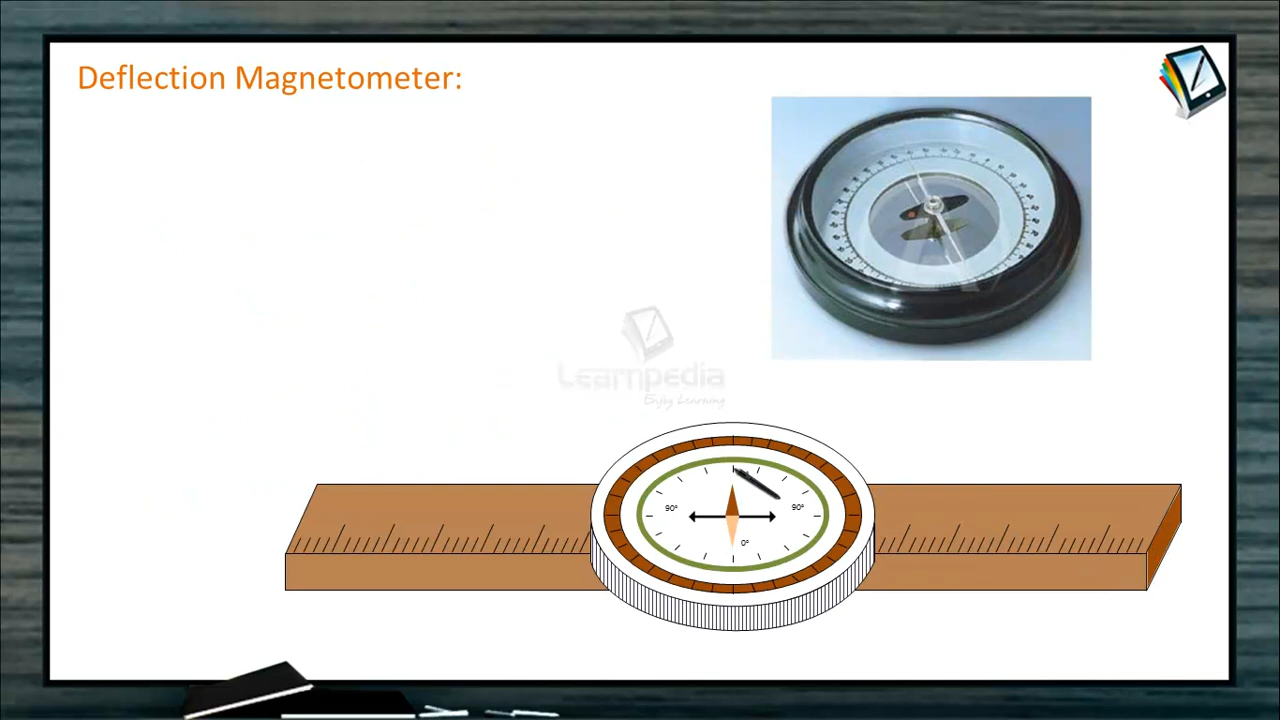 Deflection Magnetometer:
Learnpedia
Enjoy Learning
90°
90°
0°